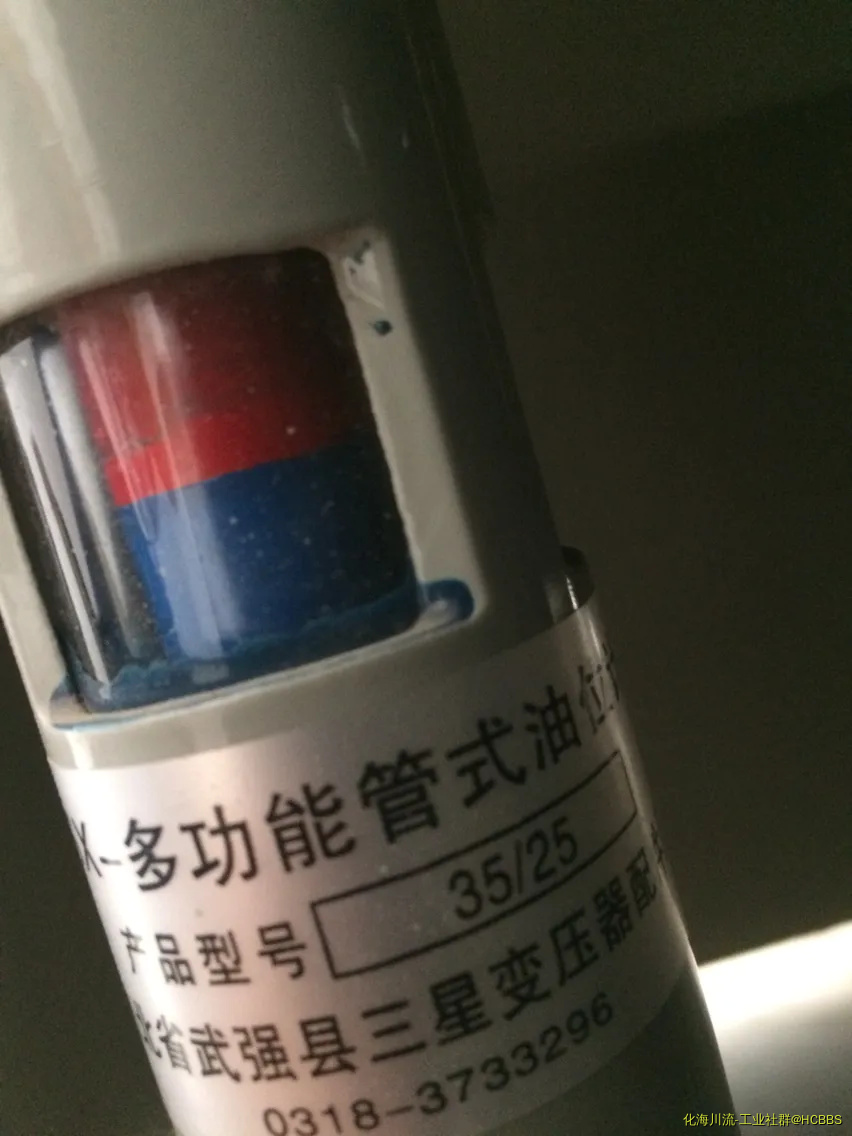 X-多功能管式油位
产品型号 35/25
省武强县三星变压器配
0318-3733296
化海川流-工业社群@HCBBS